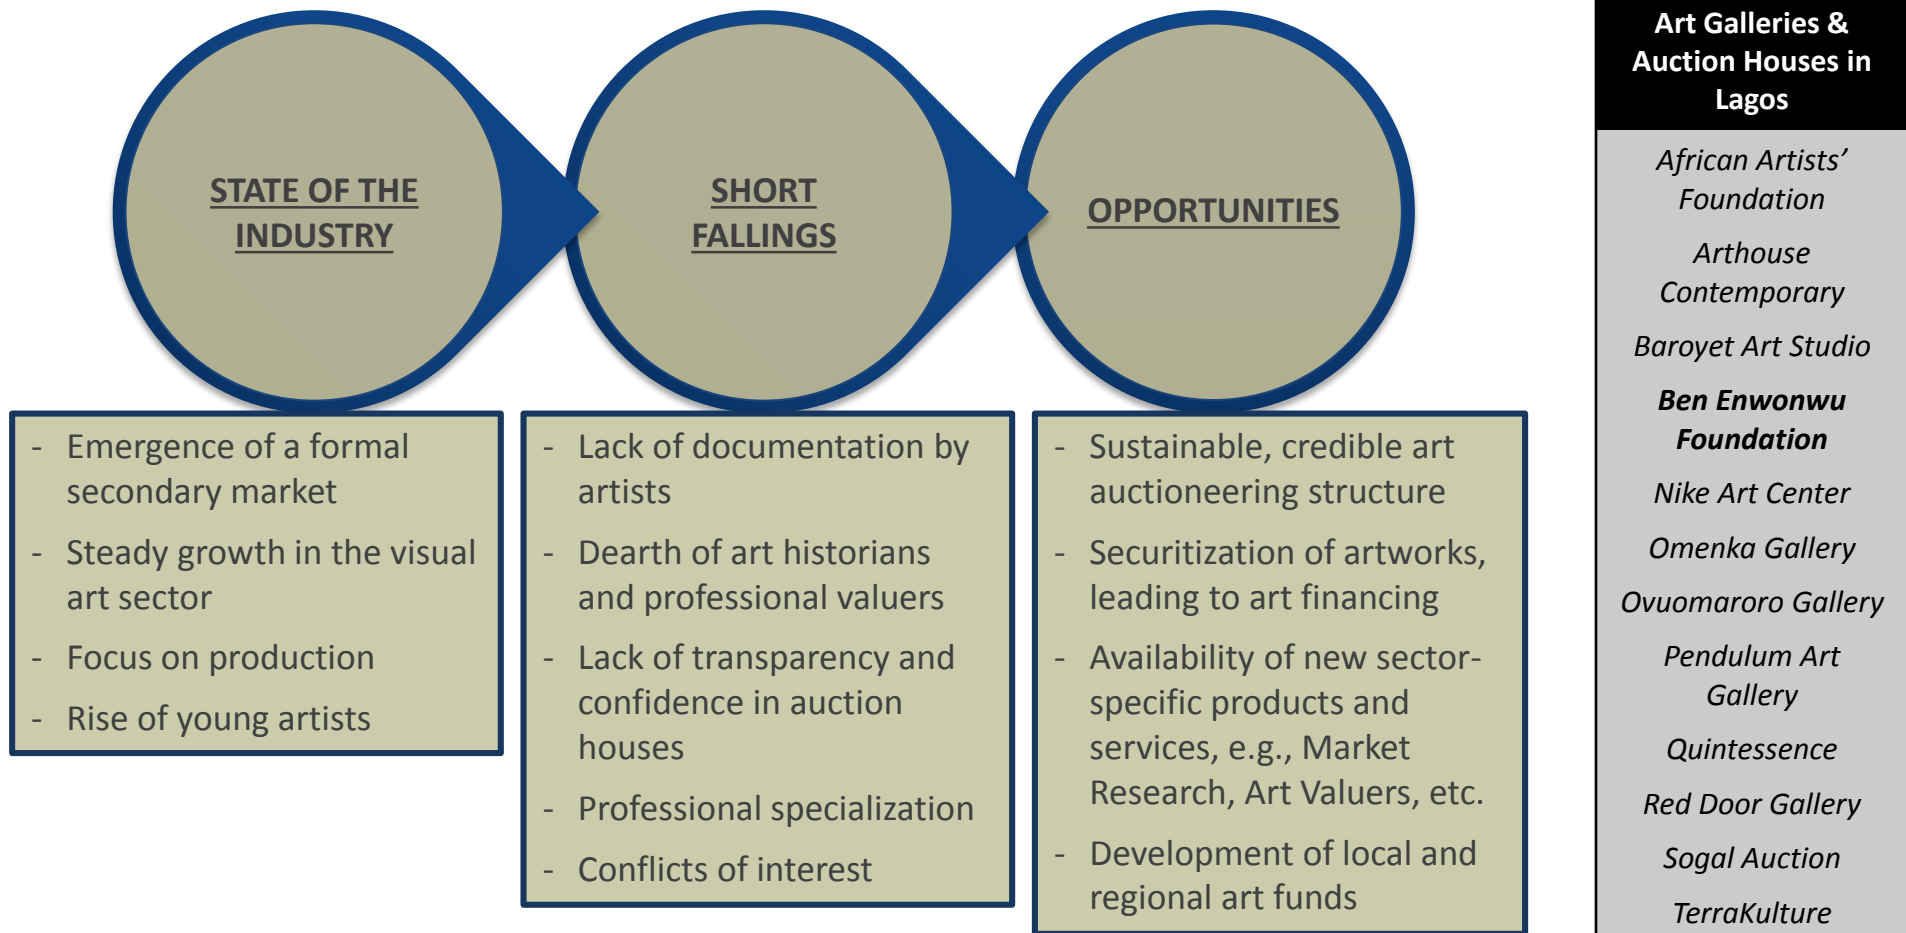 STATE OF THE
INDUSTRY
SHORT
FALLINGS
OPPORTUNITIES
- Emergence of a formal
secondary market
- Steady growth in the visual
art sector
- Focus on production
- Rise of young artists
- Lack of documentation by
artists
- Dearth of art historians
and professional valuers
- Lack of transparency and
confidence in auction
houses
- Professional specialization
- Conflicts of interest
- Sustainable, credible art
auctioneering structure
- Securitization of artworks,
leading to art financing
- Availability of new sector-
specific products and
services, e.g., Market
Research, Art Valuers, etc.
- Development of local and
regional art funds
Art Galleries &
Auction Houses in
Lagos
African Artists’
Foundation
Arthouse
Contemporary
Baroyet Art Studio
Ben Enwonwu
Foundation
Nike Art Center
Omenka Gallery
Ovuomaroro Gallery
Pendulum Art
Gallery
Quintessence
Red Door Gallery
Sogal Auction
TerraKulture